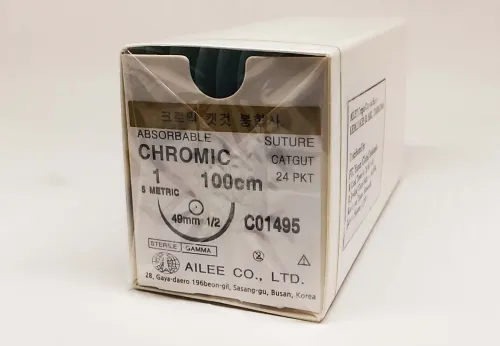 크로믹 캣것 봉합사
ABSORBABLE SUTURE
CHROMIC CATGUT
1 100cm 24 PKT
5 METRIC
49mm 1/2 C01495
STERILE GAMMA
AILEE CO., LTD.
28, Gaya-daero 196beon-gil, Sasang-gu, Busan, Korea